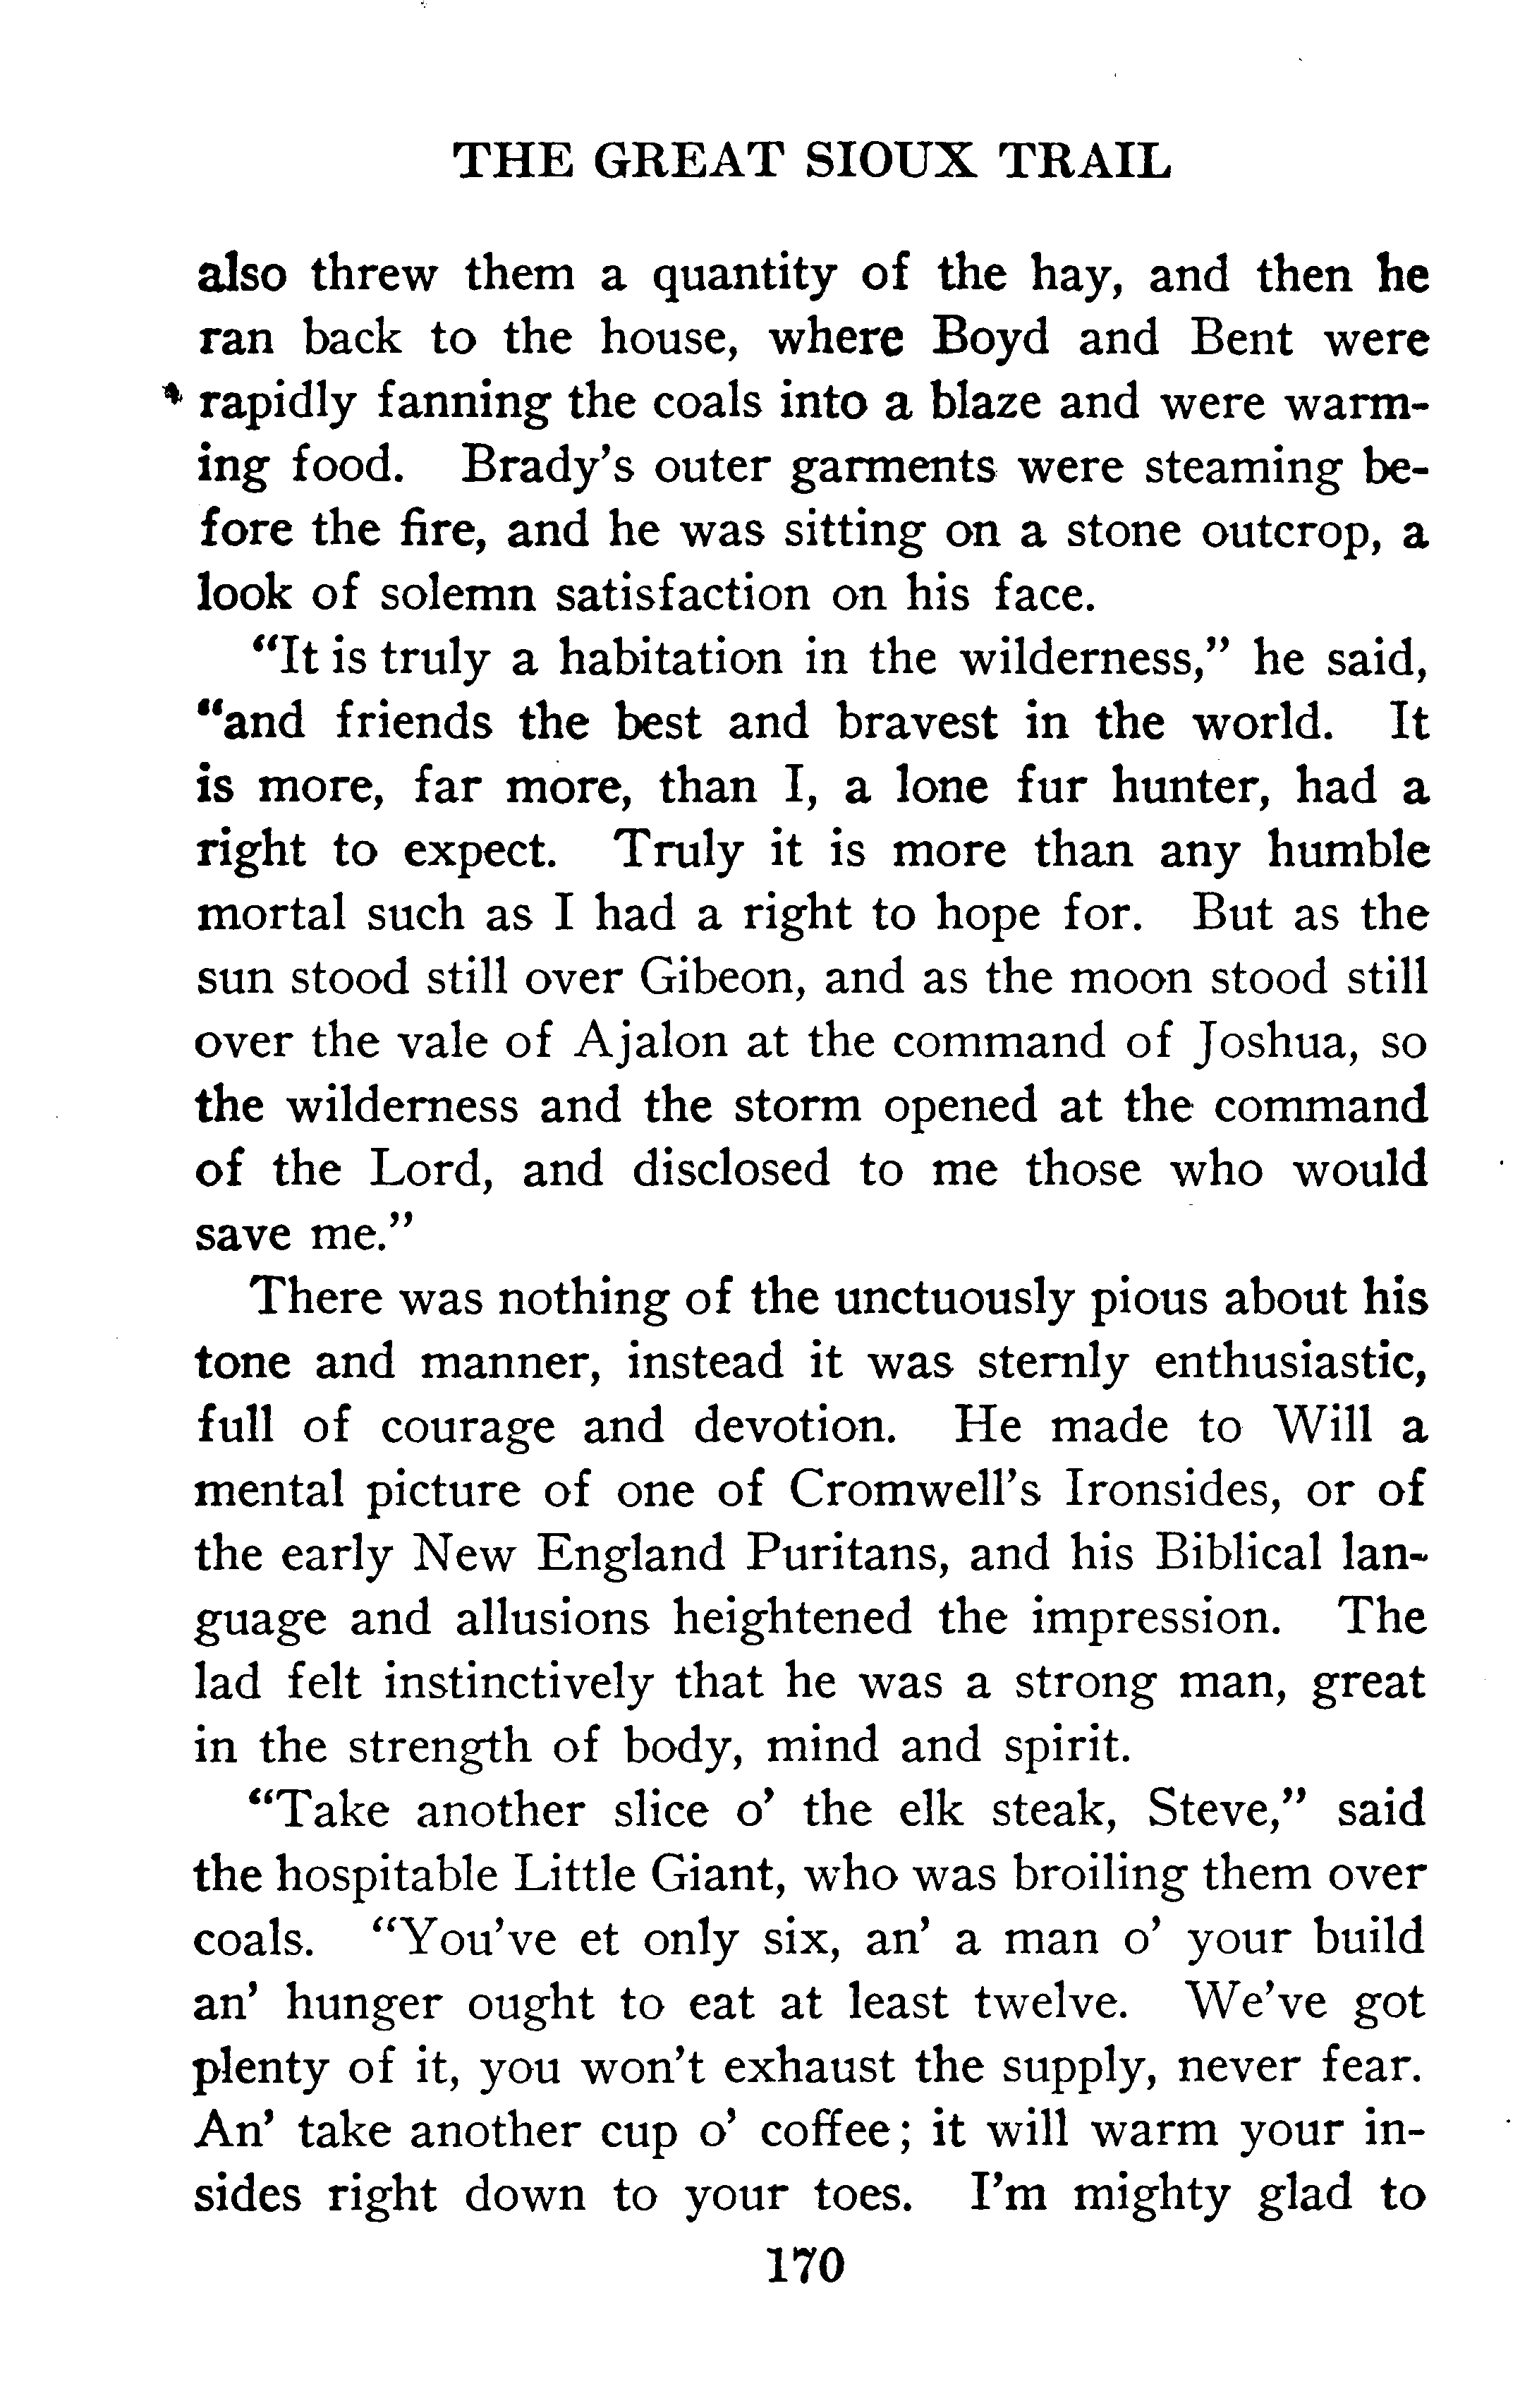 THE GREAT SIOUX TRAIL
also threw them a quantity of the hay, and then he
ran back to the house, where Boyd and Bent were
rapidly fanning the coals into a blaze and were warm-
ing food. Brady's outer garments were steaming be-
fore the fire, and he was sitting on a stone outcrop, a
look of solemn satisfaction on his face.
"It is truly a habitation in the wilderness," he said,
"and friends the best and bravest in the world. It
is more, far more, than I, a lone fur hunter, had a
right to expect. Truly it is more than any humble
mortal such as I had a right to hope for. But as the
sun stood still over Gibeon, and as the moon stood still
over the vale of Ajalon at the command of Joshua, so
the wilderness and the storm opened at the command
of the Lord, and disclosed to me those who would
save me."
There was nothing of the unctuously pious about his
tone and manner, instead it was sternly enthusiastic,
full of courage and devotion. He made to Will a
mental picture of one of Cromwell's Ironsides, or of
the early New England Puritans, and his Biblical lan-
guage and allusions heightened the impression. The
lad felt instinctively that he was a strong man, great
in the strength of body, mind and spirit.
"Take another slice o' the elk steak, Steve," said
the hospitable Little Giant, who was broiling them over
coals. "You've et only six, an' a man o' your build
an' hunger ought to eat at least twelve. We've got
plenty of it, you won't exhaust the supply, never fear.
An' take another cup o' coffee; it will warm your in-
sides right down to your toes. I'm mighty glad to
170